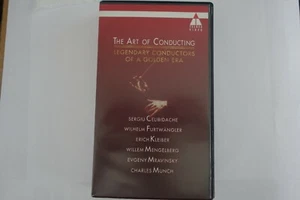 THE ART OF CONDUCTING
LEGENDARY CONDUCTORS
OF A GOLDEN ERA
SERGIU CELIBIDACHE
WILHELM FURTWÄNGLER
ERICH KLEIBER
WILLEM MENGELBERG
EVGENY MRAVINSKY
CHARLES MUNCH